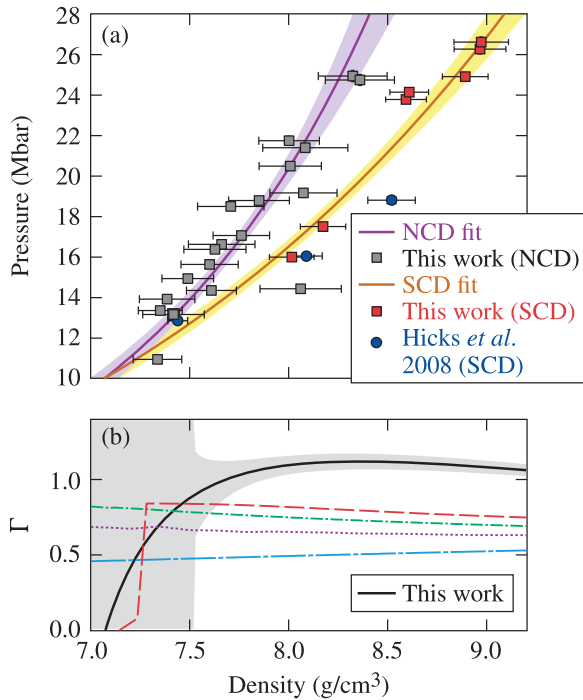 (a)
Pressure (Mbar)
28
26
24
22
20
18
16
14
12
10
NCD fit
This work (NCD)
SCD fit
This work (SCD)
Hicks et al.
2008 (SCD)
(b)
Γ
1.0
0.5
0.0
This work
7.0 7.5 8.0 8.5 9.0
Density (g/cm³)